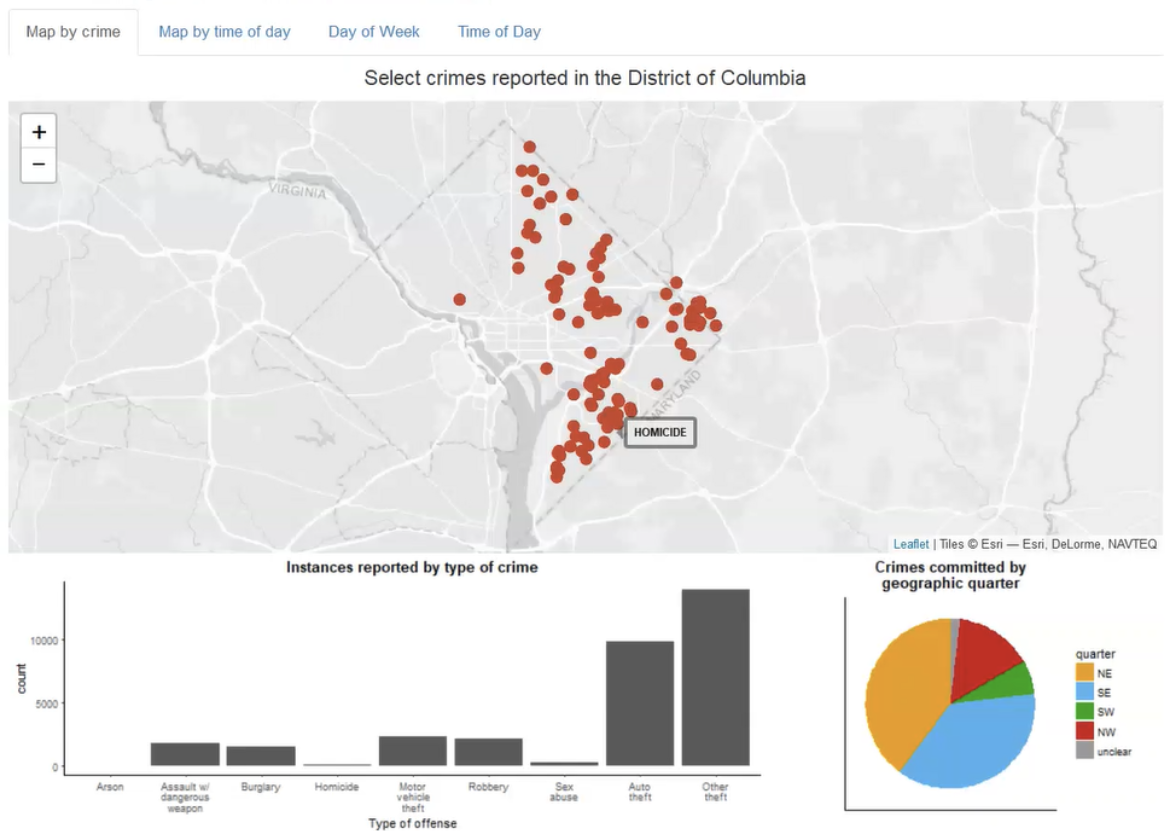 Map by crime
Map by time of day
Day of Week
Time of Day
Select crimes reported in the District of Columbia
+
−
VIRGINIA
MARYLAND
HOMICIDE
Leaflet | Tiles © Esri — Esri, DeLorme, NAVTEQ
Instances reported by type of crime
count
10000
5000
0
Arson
Assault w/
dangerous
weapon
Burglary
Homicide
Motor
vehicle
theft
Robbery
Sex
abuse
Auto
theft
Other
theft
Type of offense
Crimes committed by
geographic quarter
quarter
NE
SE
SW
NW
unclear